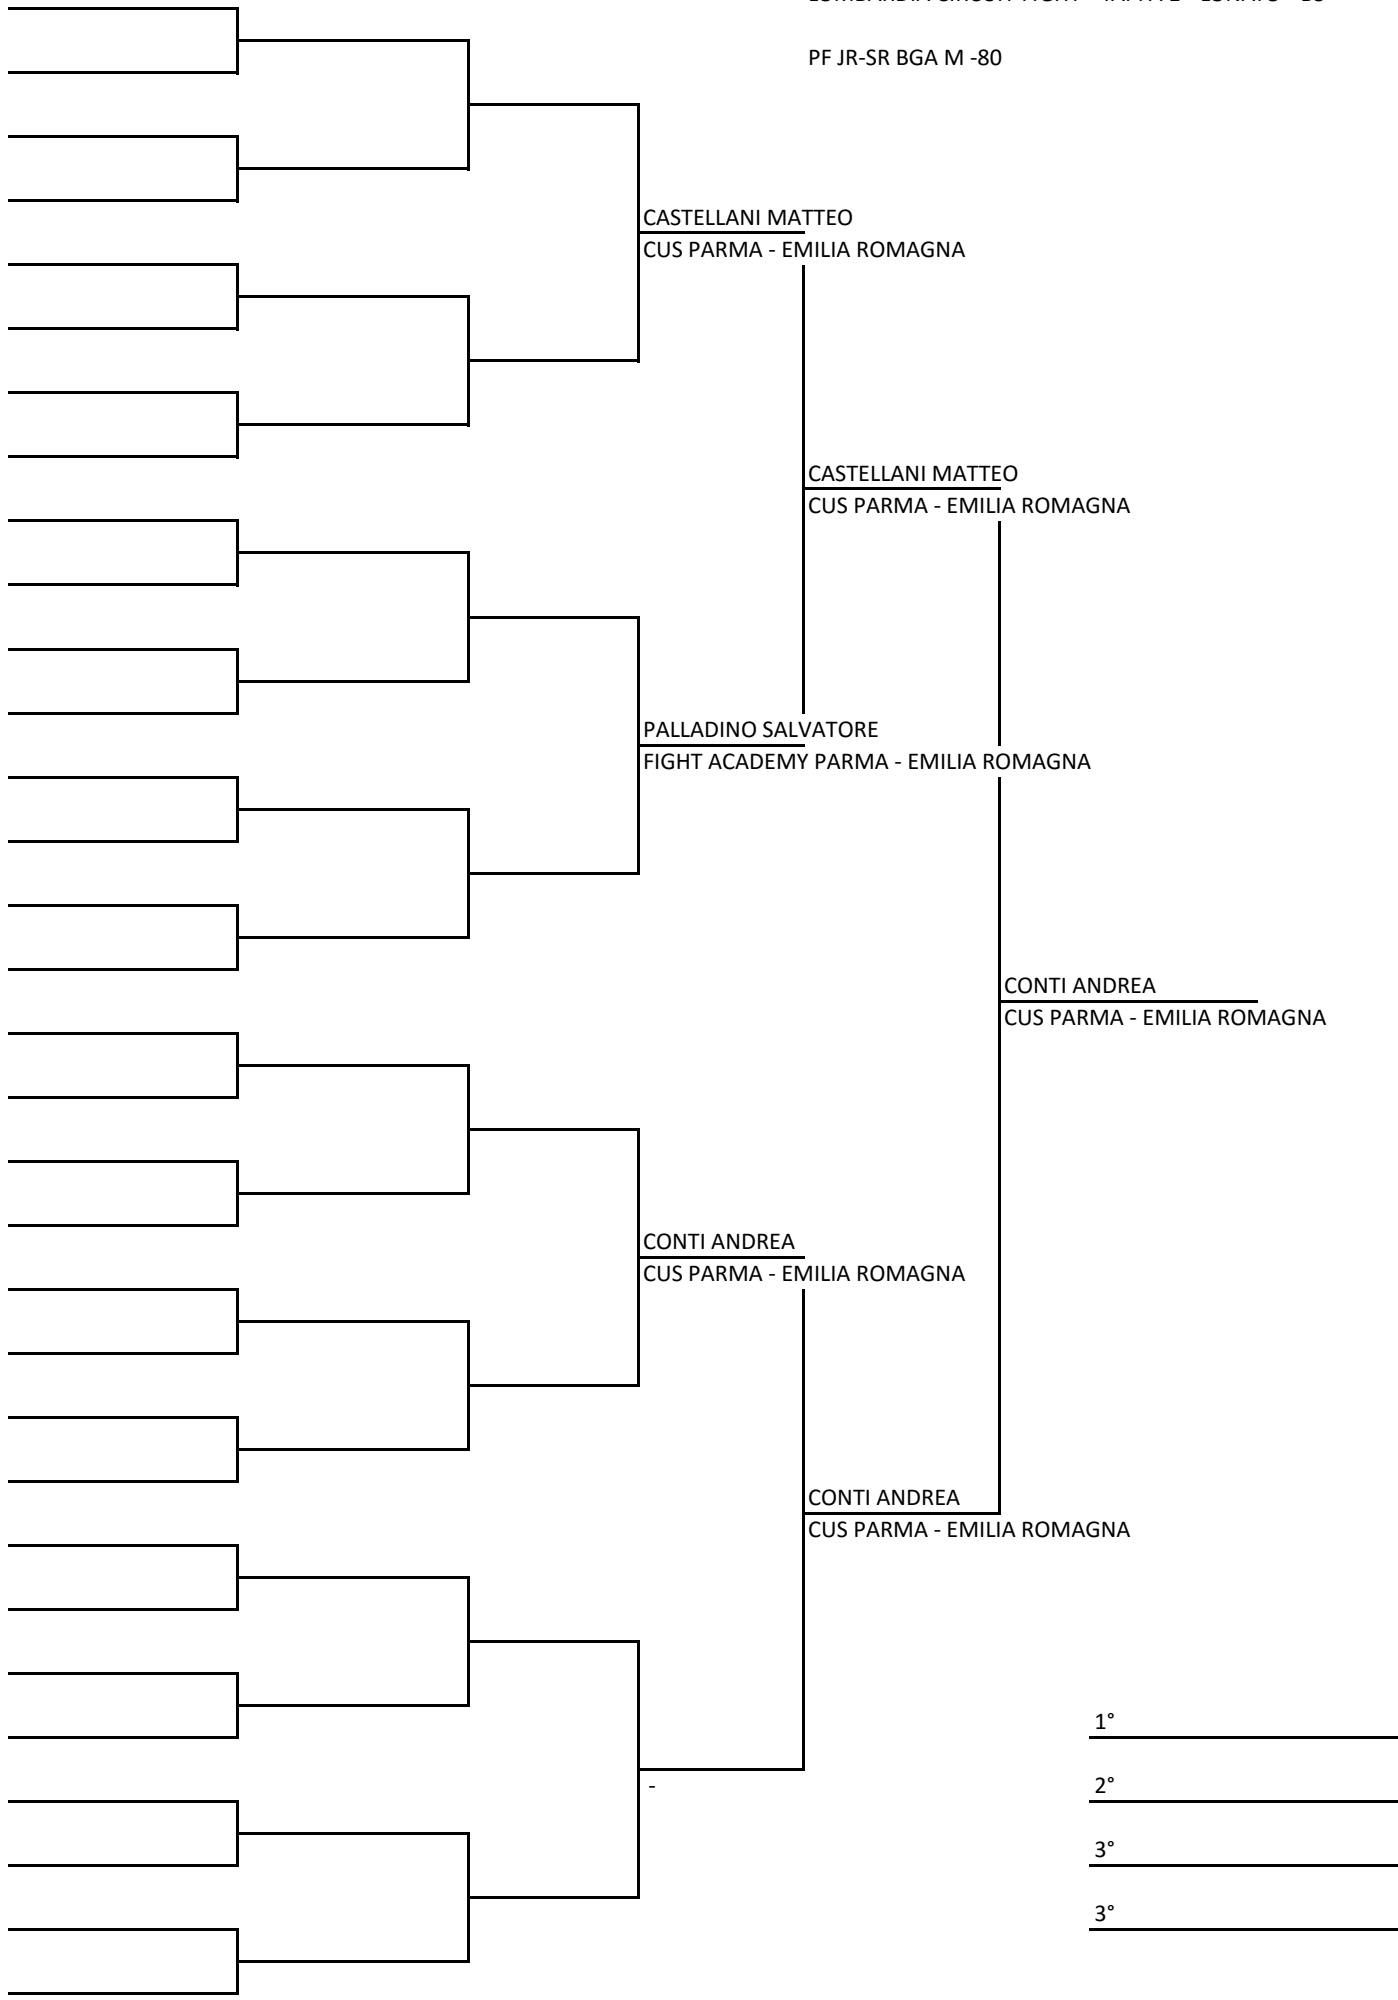 PF JR-SR BGA M -80
CASTELLANI MATTEO
CUS PARMA - EMILIA ROMAGNA
CASTELLANI MATTEO
CUS PARMA - EMILIA ROMAGNA
PALLADINO SALVATORE
FIGHT ACADEMY PARMA - EMILIA ROMAGNA
CONTI ANDREA
CUS PARMA - EMILIA ROMAGNA
CONTI ANDREA
CUS PARMA - EMILIA ROMAGNA
CONTI ANDREA
CUS PARMA - EMILIA ROMAGNA
1°
-
2°
3°
3°